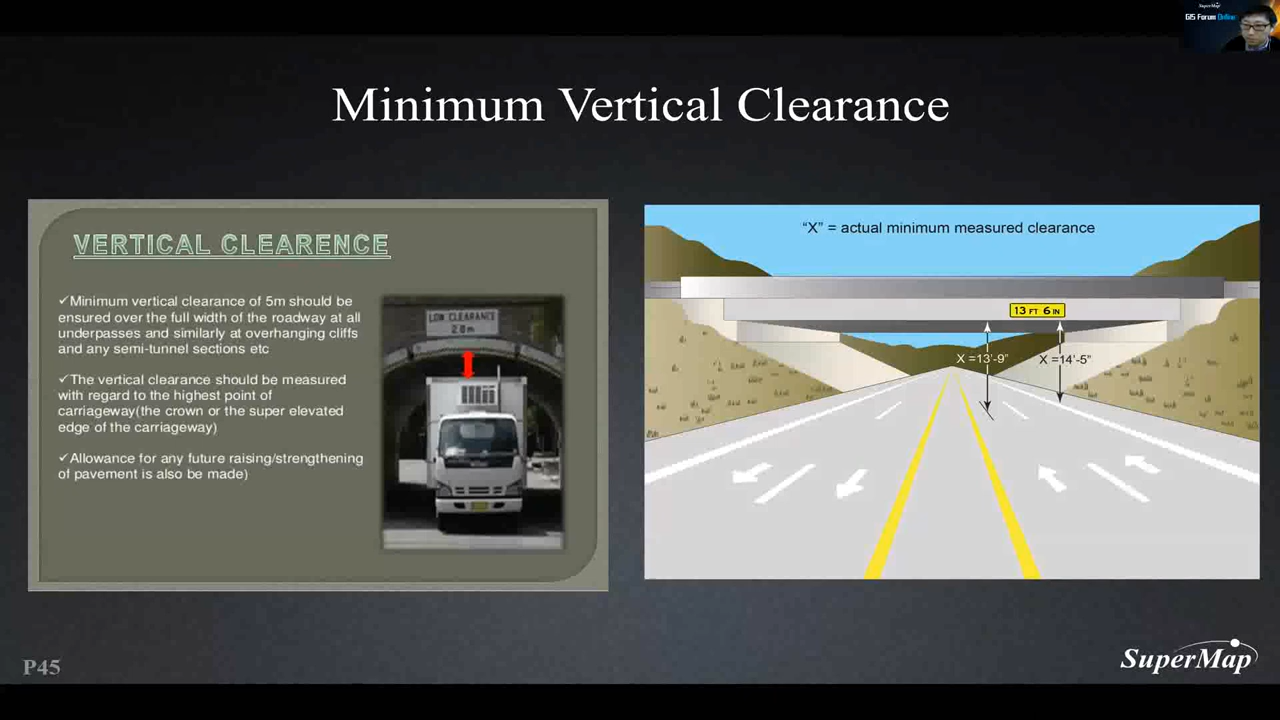 SuperMap
GIS Forum Online
Minimum Vertical Clearance
VERTICAL CLEARENCE
✓Minimum vertical clearance of 5m should be
ensured over the full width of the roadway at all
underpasses and similarly at overhanging cliffs
and any semi-tunnel sections etc
✓The vertical clearance should be measured
with regard to the highest point of
carriageway(the crown or the super elevated
edge of the carriageway)
✓Allowance for any future raising/strengthening
of pavement is also be made)
LOW CLEARANCE
2.8m
“X” = actual minimum measured clearance
13 FT 6 IN
X =13'-9”
X =14'-5”
P45
SuperMap